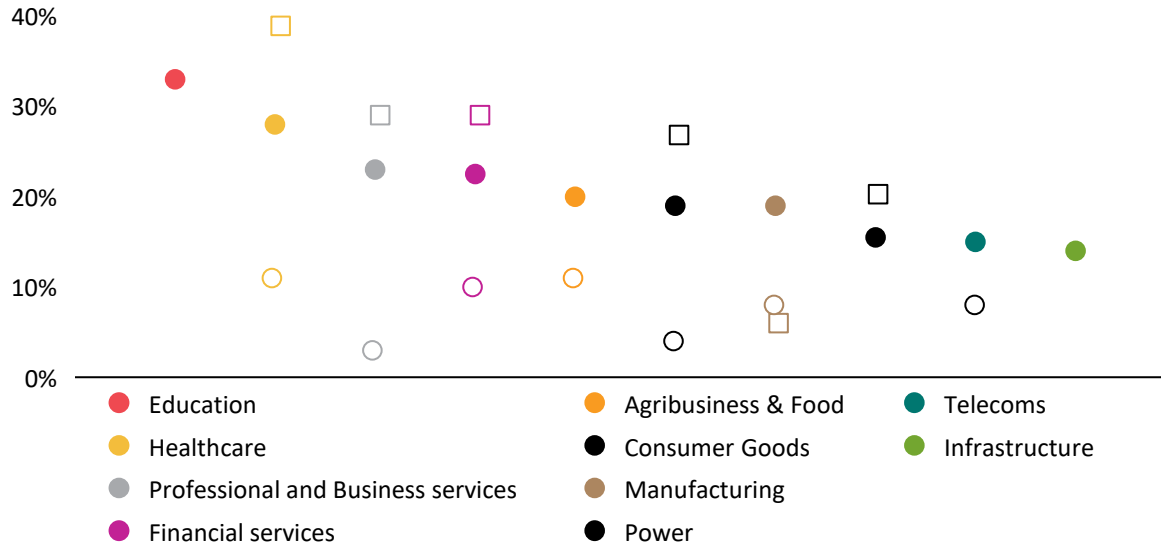 40%
30%
20%
10%
0%
Education
Healthcare
Professional and Business services
Financial services
Agribusiness & Food
Consumer Goods
Manufacturing
Power
Telecoms
Infrastructure